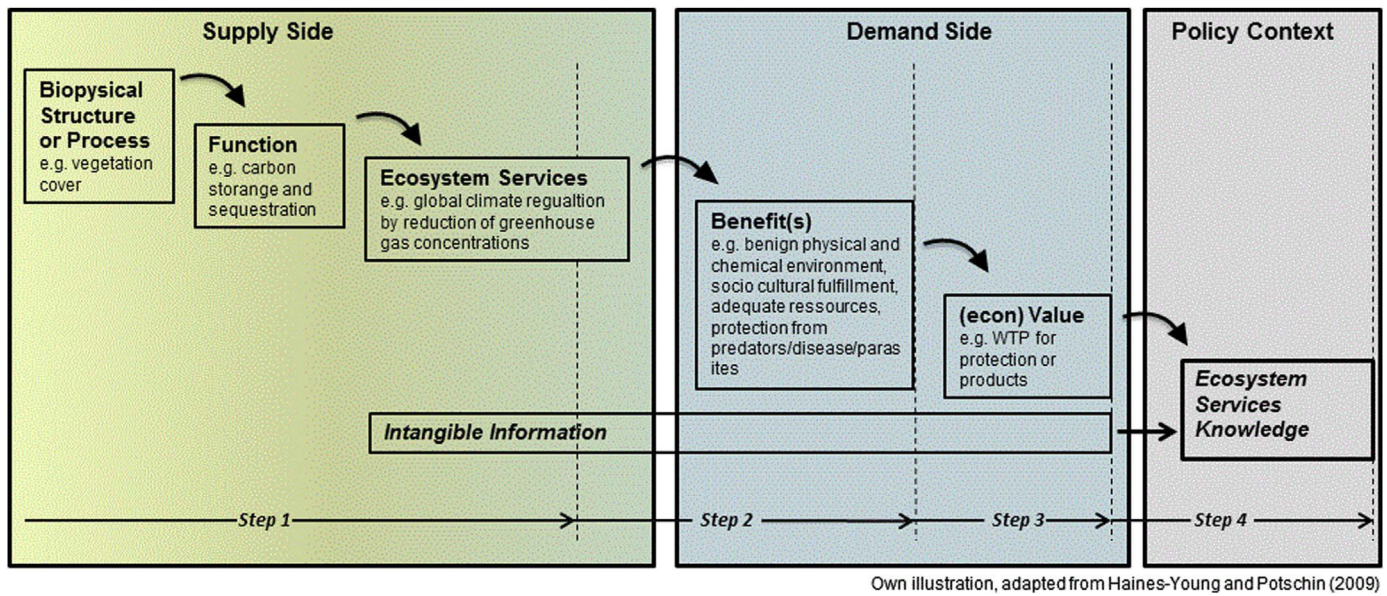 Supply Side
Demand Side
Policy Context
Biopysical
Structure
or Process
e.g. vegetation
cover
Function
e.g. carbon
storange and
sequestration
Ecosystem Services
e.g. global climate regualtion
by reduction of greenhouse
gas concentrations
Benefit(s)
e.g. benign physical and
chemical environment,
socio cultural fulfillment,
adequate ressources,
protection from
predators/disease/paras
ites
(econ) Value
e.g. WTP for
protection or
products
Ecosystem
Services
Knowledge
Intangible Information
Step 1
Step 2
Step 3
Step 4
Own illustration, adapted from Haines-Young and Potschin (2009)